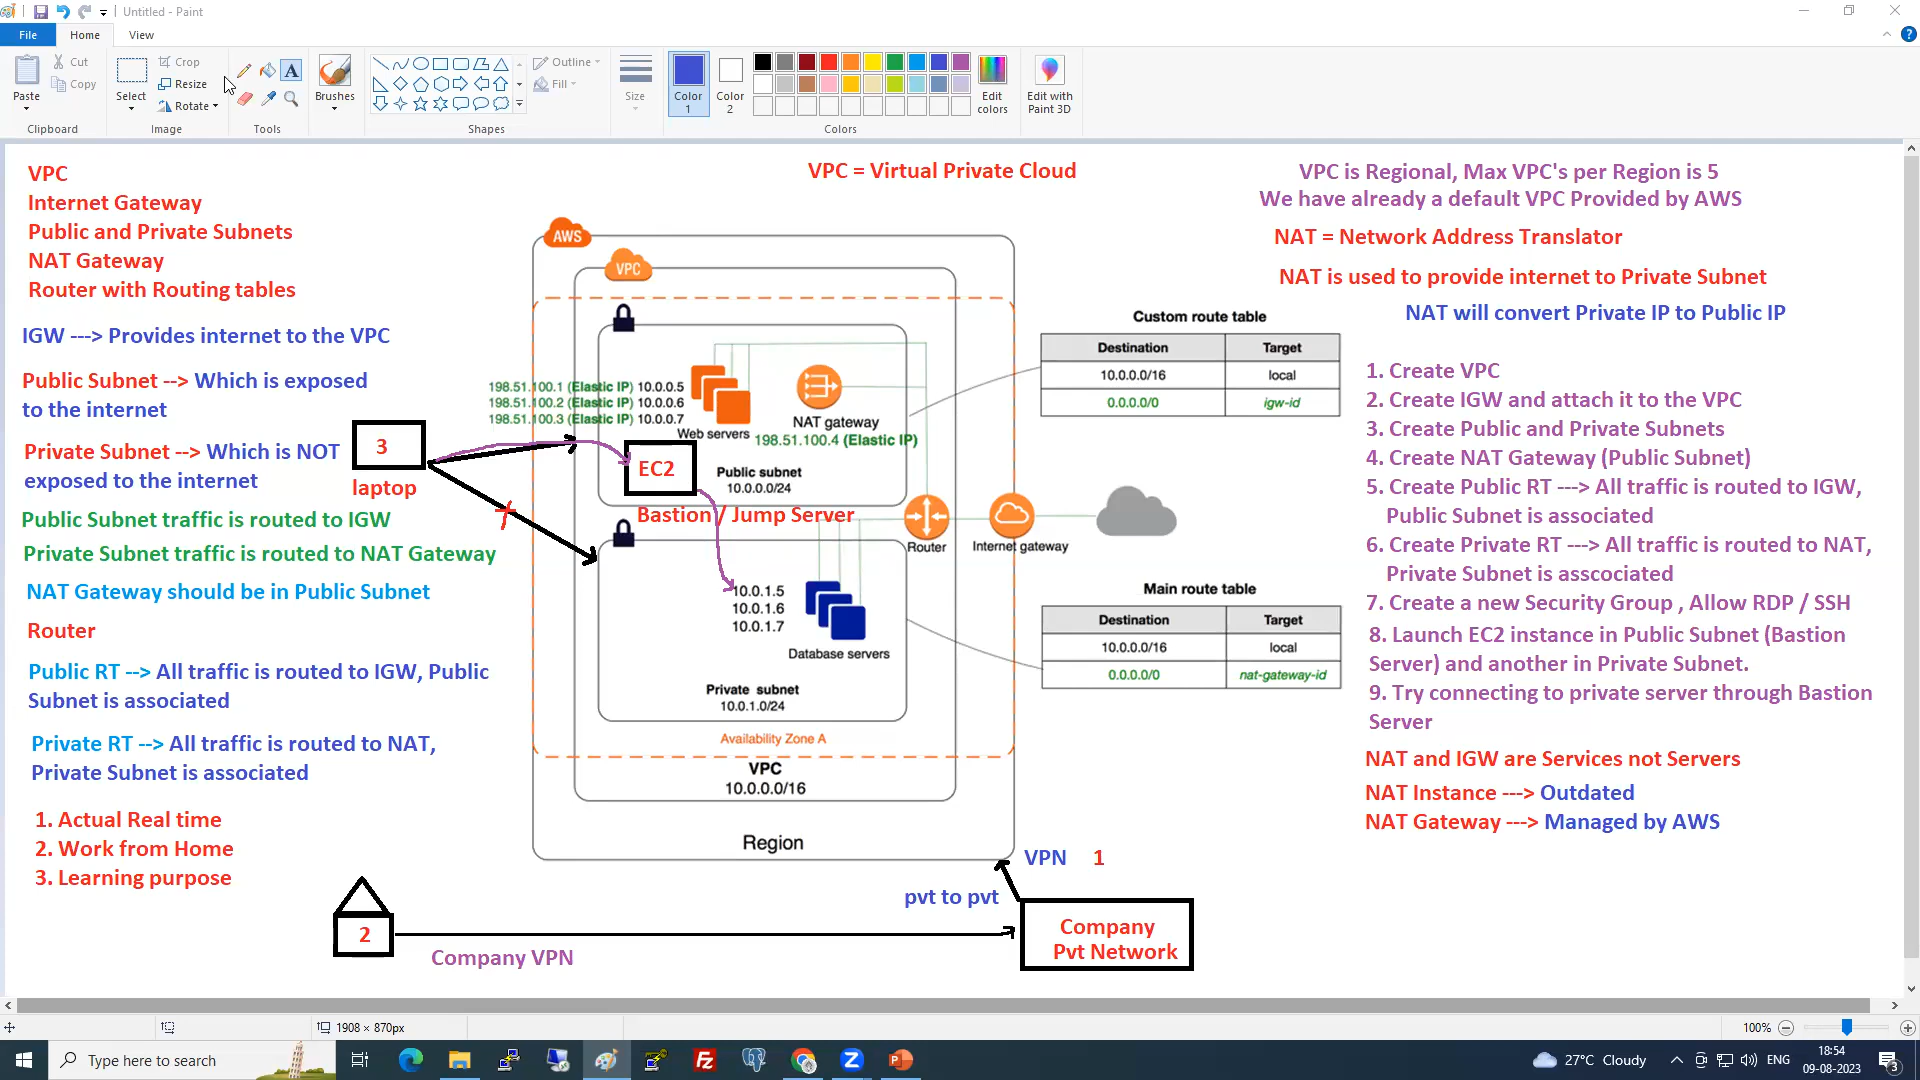 Untitled - Paint
File
Home
View
Paste
Cut
Copy
Clipboard
Select
Crop
Resize
Rotate
Image
A
Tools
Brushes
Outline
Fill
Shapes
Size
Color
1
Color
2
Edit
colors
Edit with
Paint 3D
Colors
VPC
Internet Gateway
Public and Private Subnets
NAT Gateway
Router with Routing tables
IGW ---> Provides internet to the VPC
Public Subnet --> Which is exposed
to the internet
Private Subnet --> Which is NOT
exposed to the internet
Public Subnet traffic is routed to IGW
Private Subnet traffic is routed to NAT Gateway
NAT Gateway should be in Public Subnet
Router
Public RT --> All traffic is routed to IGW, Public
Subnet is associated
Private RT --> All traffic is routed to NAT,
Private Subnet is associated
1. Actual Real time
2. Work from Home
3. Learning purpose
3
laptop
VPC = Virtual Private Cloud
AWS
VPC
198.51.100.1 (Elastic IP) 10.0.0.5
198.51.100.2 (Elastic IP) 10.0.0.6
198.51.100.3 (Elastic IP) 10.0.0.7
Web servers
NAT gateway
198.51.100.4 (Elastic IP)
EC2
Public subnet
10.0.0.0/24
Bastion / Jump Server
Router
Internet gateway
10.0.1.5
10.0.1.6
10.0.1.7
Database servers
Private subnet
10.0.1.0/24
Availability Zone A
VPC
10.0.0.0/16
Region
Custom route table
Destination Target
10.0.0.0/16 local
0.0.0.0/0 igw-id
Main route table
Destination Target
10.0.0.0/16 local
0.0.0.0/0 nat-gateway-id
VPN 1
pvt to pvt
Company
Pvt Network
2
Company VPN
VPC is Regional, Max VPC's per Region is 5
We have already a default VPC Provided by AWS
NAT = Network Address Translator
NAT is used to provide internet to Private Subnet
NAT will convert Private IP to Public IP
1. Create VPC
2. Create IGW and attach it to the VPC
3. Create Public and Private Subnets
4. Create NAT Gateway (Public Subnet)
5. Create Public RT ---> All traffic is routed to IGW,
Public Subnet is associated
6. Create Private RT ---> All traffic is routed to NAT,
Private Subnet is asscociated
7. Create a new Security Group , Allow RDP / SSH
8. Launch EC2 instance in Public Subnet (Bastion
Server) and another in Private Subnet.
9. Try connecting to private server through Bastion
Server
NAT and IGW are Services not Servers
NAT Instance ---> Outdated
NAT Gateway ---> Managed by AWS
1908 × 870px
100%
Type here to search
27°C Cloudy
ENG
18:54
09-08-2023
3